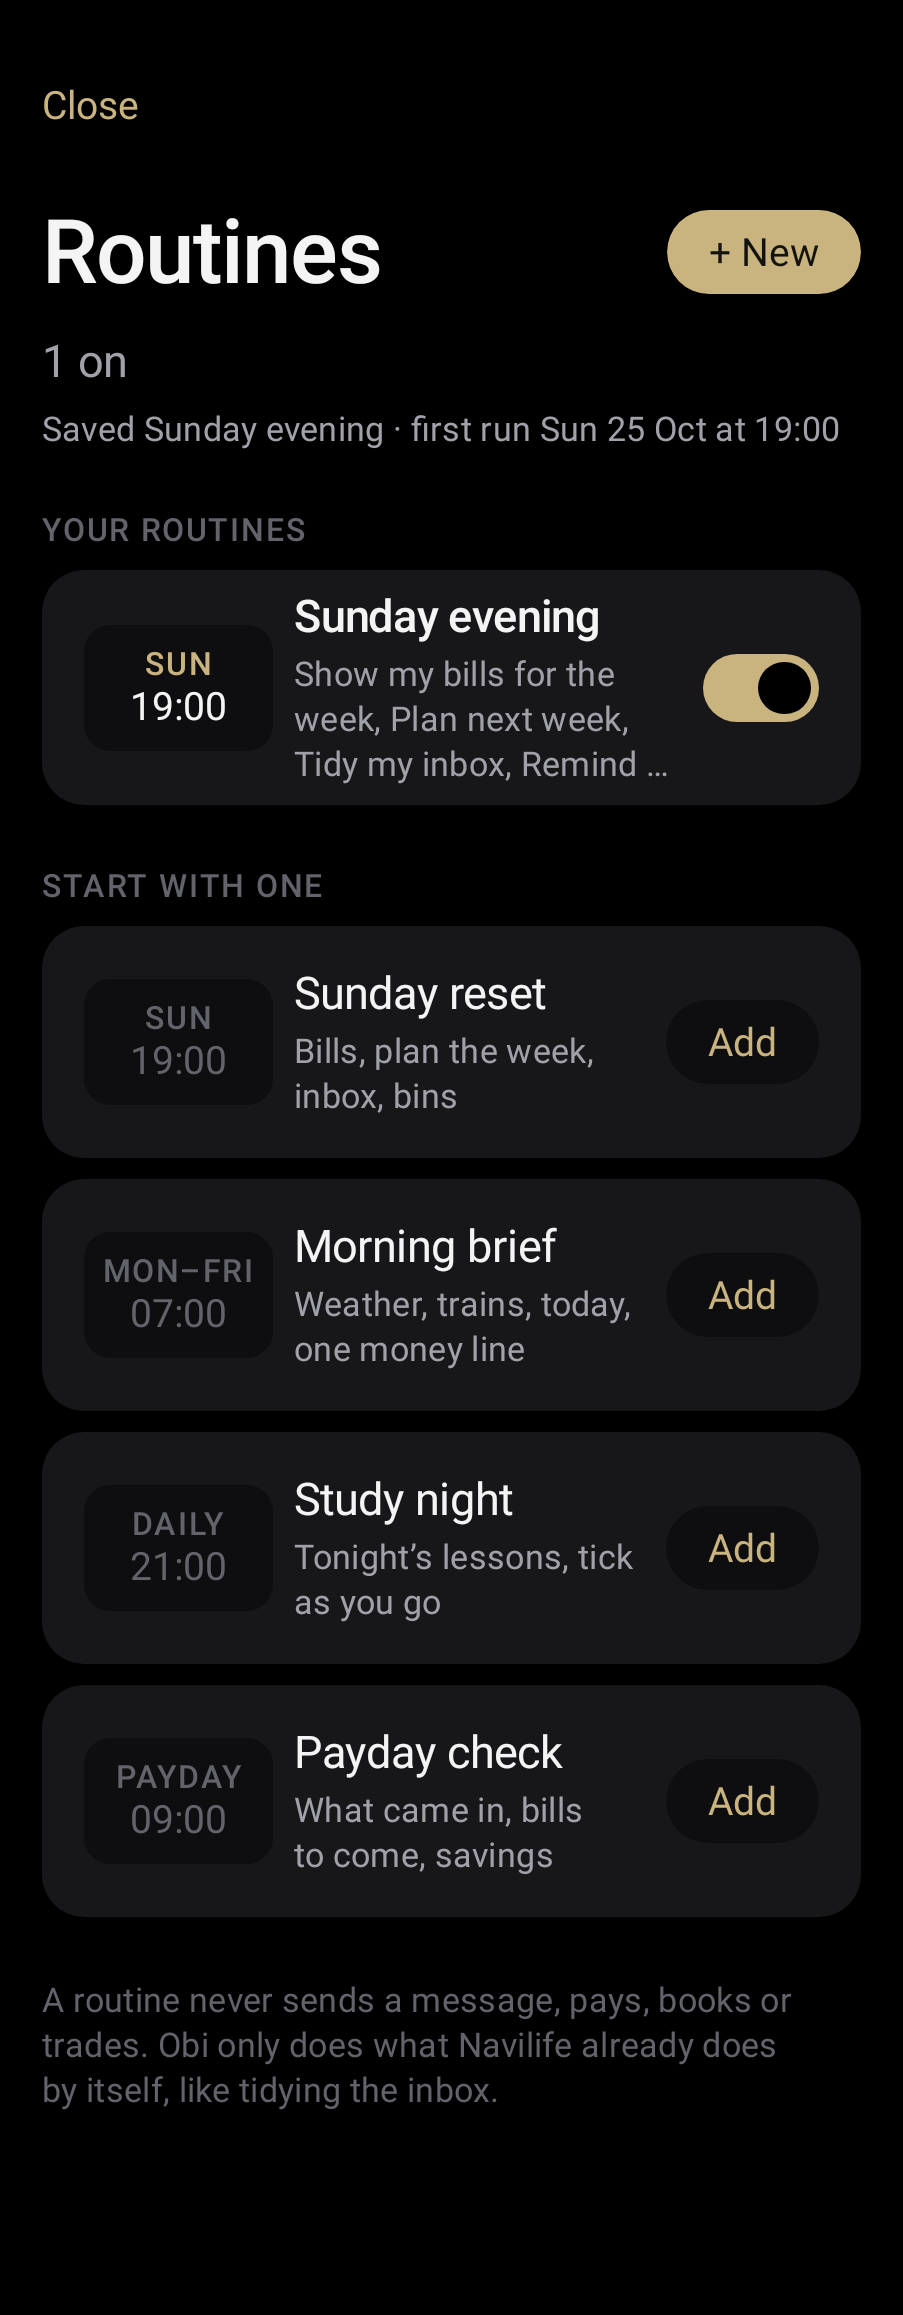 Close
Routines
+ New
1 on
Saved Sunday evening · first run Sun 25 Oct at 19:00
YOUR ROUTINES
SUN
19:00
Sunday evening
Show my bills for the
week, Plan next week,
Tidy my inbox, Remind ...
START WITH ONE
SUN
19:00
Sunday reset
Bills, plan the week,
inbox, bins
Add
MON–FRI
07:00
Morning brief
Weather, trains, today,
one money line
Add
DAILY
21:00
Study night
Tonight’s lessons, tick
as you go
Add
PAYDAY
09:00
Payday check
What came in, bills
to come, savings
Add
A routine never sends a message, pays, books or
trades. Obi only does what Navilife already does
by itself, like tidying the inbox.